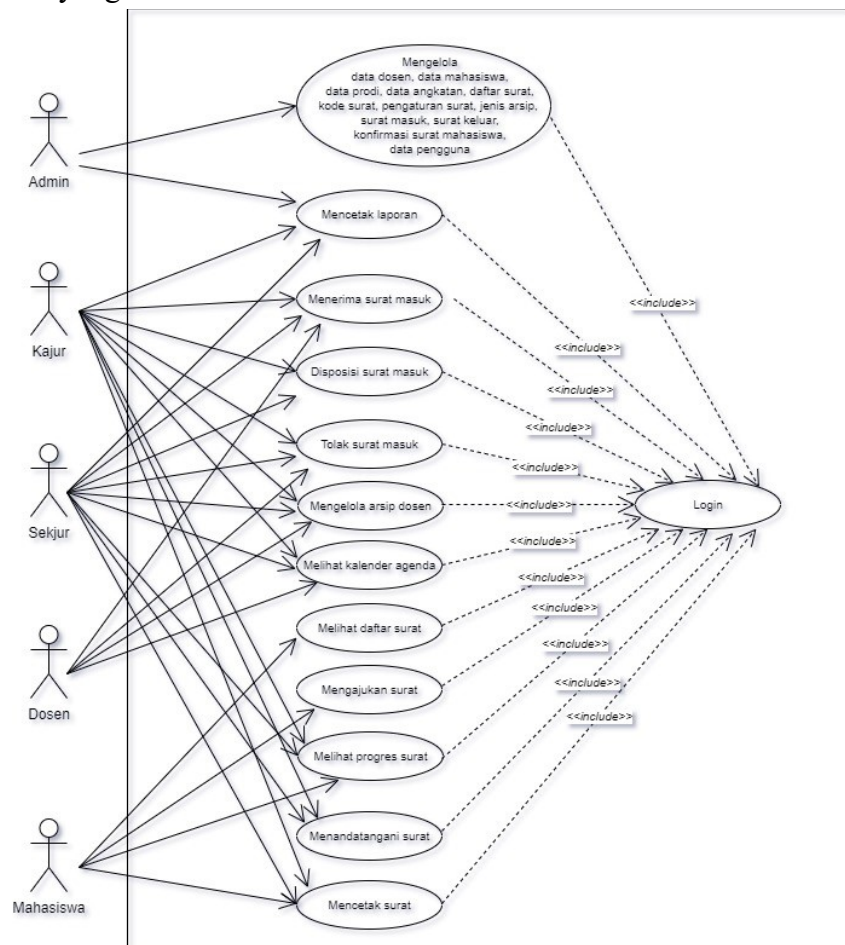 Mengelola
data dosen, data mahasiswa,
data prodi, data angkatan, daftar surat,
kode surat, pengaturan surat, jenis arsip,
surat masuk, surat keluar,
konfirmasi surat mahasiswa,
data pengguna
Admin
Mencetak laporan
Menerima surat masuk
<<include>>
Kajur
<<include>>
Disposisi surat masuk
<<include>>
<<include>>
Tolak surat masuk
<<include>>
Mengelola arsip dosen
<<include>>
Login
Sekjur
<<include>>
Melihat kalender agenda
<<include>>
Melihat daftar surat
<<include>>
<<include>>
Mengajukan surat
<<include>>
Dosen
<<include>>
Melihat progres surat
Menandatangani surat
Mahasiswa
Mencetak surat